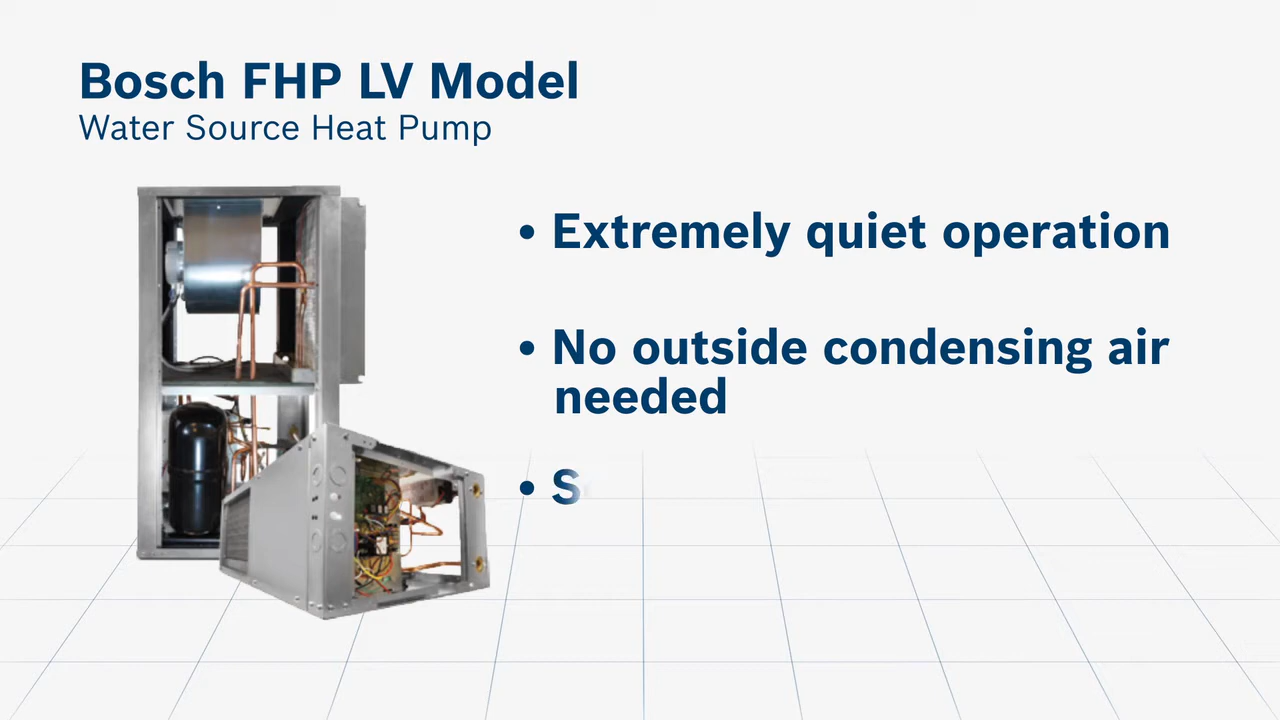 Bosch FHP LV Model
Water Source Heat Pump
• Extremely quiet operation
• No outside condensing air
needed
• S